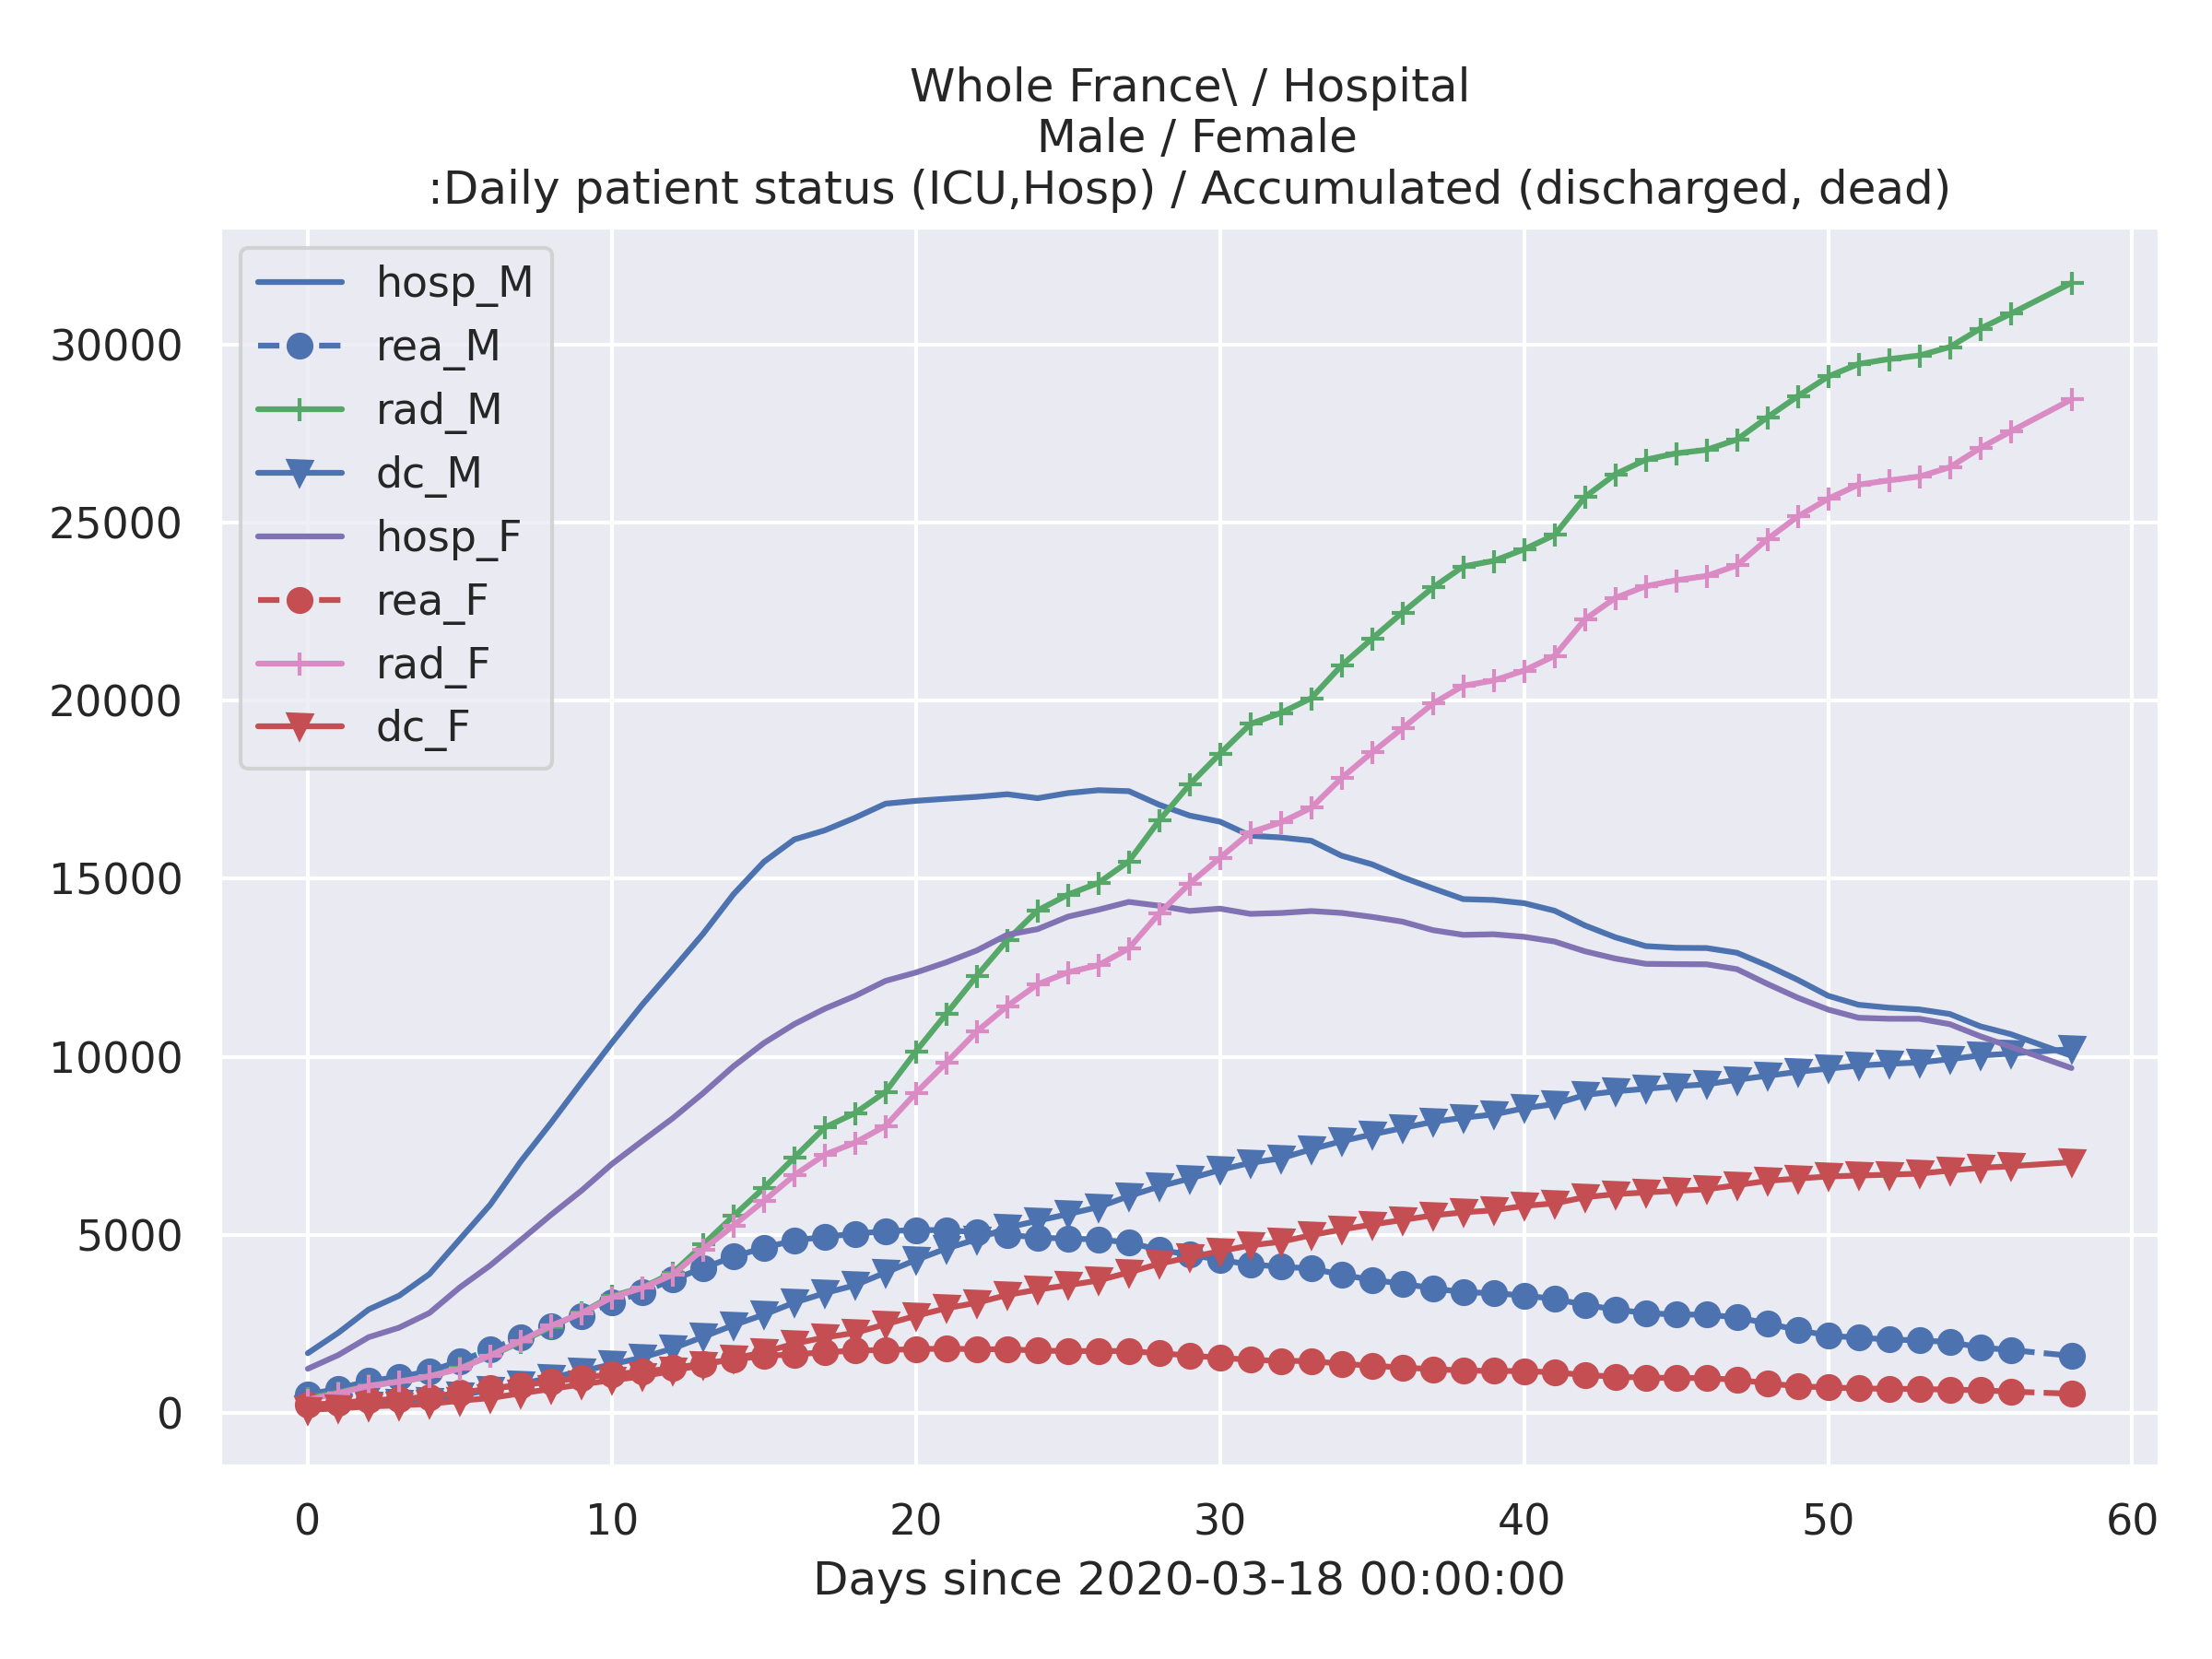 Whole France\ / Hospital
Male / Female
:Daily patient status (ICU,Hosp) / Accumulated (discharged, dead)
hosp_M
rea_M
rad_M
dc_M
hosp_F
rea_F
rad_F
dc_F
30000
25000
20000
15000
10000
5000
0
0 10 20 30 40 50 60
Days since 2020-03-18 00:00:00